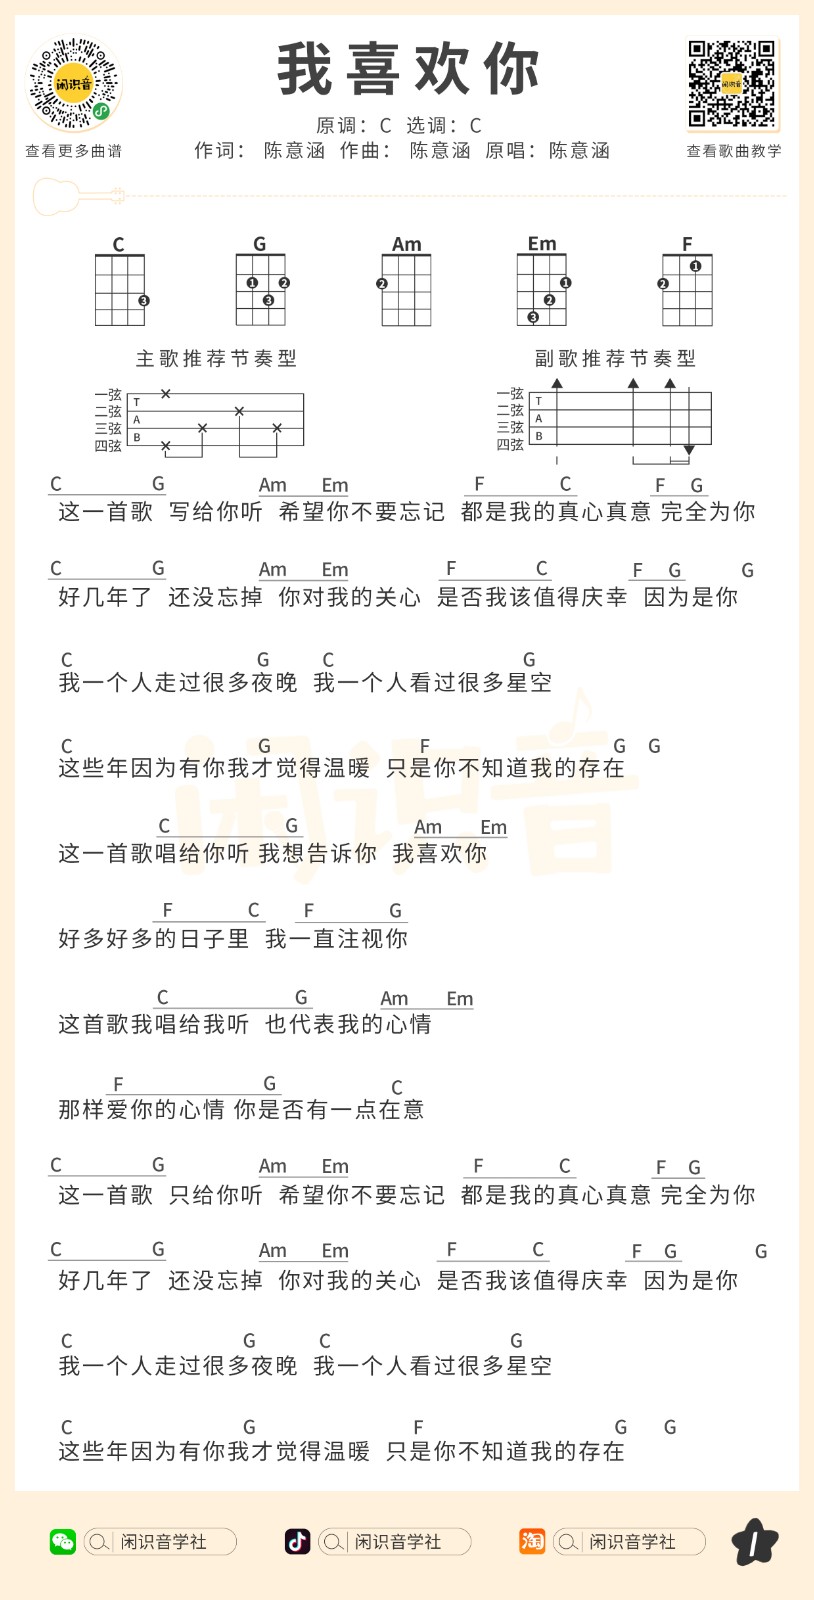 我喜欢你
闲识音
闲识音
原调：C 选调：C
查看更多曲谱 作词： 陈意涵 作曲： 陈意涵 原唱：陈意涵 查看歌曲教学
C G Am Em F
3 1 2 3 2 1 2 3 1 2
主歌推荐节奏型 副歌推荐节奏型
一弦 T 一弦 T
二弦 A 二弦 A
三弦 B 三弦 B
四弦 四弦
C G Am Em F C F G
这一首歌 写给你听 希望你不要忘记 都是我的真心真意 完全为你
C G Am Em F C F G G
好几年了 还没忘掉 你对我的关心 是否我该值得庆幸 因为是你
C G C G
我一个人走过很多夜晚 我一个人看过很多星空
C G F G G
这些年因为有你我才觉得温暖 只是你不知道我的存在
闲识音
C G Am Em
这一首歌唱给你听 我想告诉你 我喜欢你
F C F G
好多好多的日子里 我一直注视你
C G Am Em
这首歌我唱给我听 也代表我的心情
F G C
那样爱你的心情 你是否有一点在意
C G Am Em F C F G
这一首歌 只给你听 希望你不要忘记 都是我的真心真意 完全为你
C G Am Em F C F G G
好几年了 还没忘掉 你对我的关心 是否我该值得庆幸 因为是你
C G C G
我一个人走过很多夜晚 我一个人看过很多星空
C G F G G
这些年因为有你我才觉得温暖 只是你不知道我的存在
闲识音学社 闲识音学社 淘 闲识音学社 1